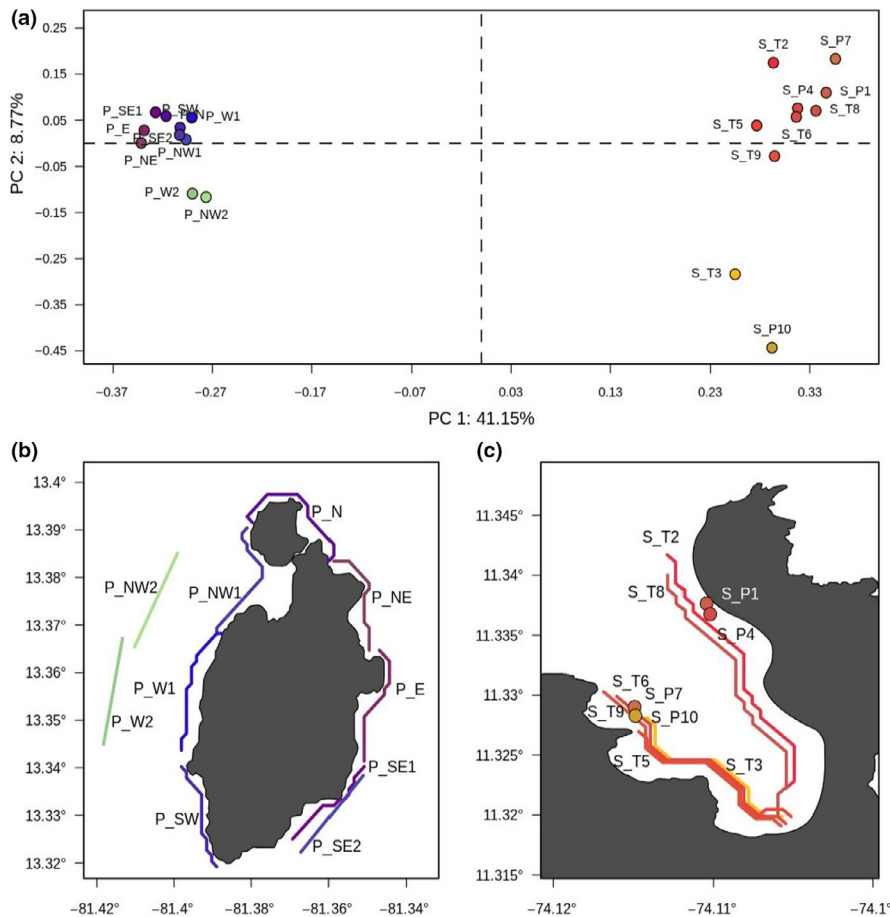 (a)
0.25
0.15
0.05
−0.05
−0.15
−0.25
−0.35
−0.45
PC 2: 8.77%
P_SE1
P_SW
P_N
P_W1
P_E
P_SE2
P_NE
P_NW1
P_W2
P_NW2
S_T2
S_P7
S_P4
S_P1
S_T8
S_T5
S_T6
S_T9
S_T3
S_P10
−0.37 −0.27 −0.17 −0.07 0.03 0.13 0.23 0.33
PC 1: 41.15%
(b)
13.4°
13.39°
13.38°
13.37°
13.36°
13.35°
13.34°
13.33°
13.32°
P_N
P_NW2
P_NW1
P_NE
P_W1
P_E
P_W2
P_SE1
P_SW
P_SE2
−81.42° −81.4° −81.38° −81.36° −81.34°
(c)
11.345°
11.34°
11.335°
11.33°
11.325°
11.32°
11.315°
S_T2
S_T8
S_P1
S_P4
S_T6
S_P7
S_T9
S_P10
S_T5
S_T3
−74.12° −74.11° −74.1°